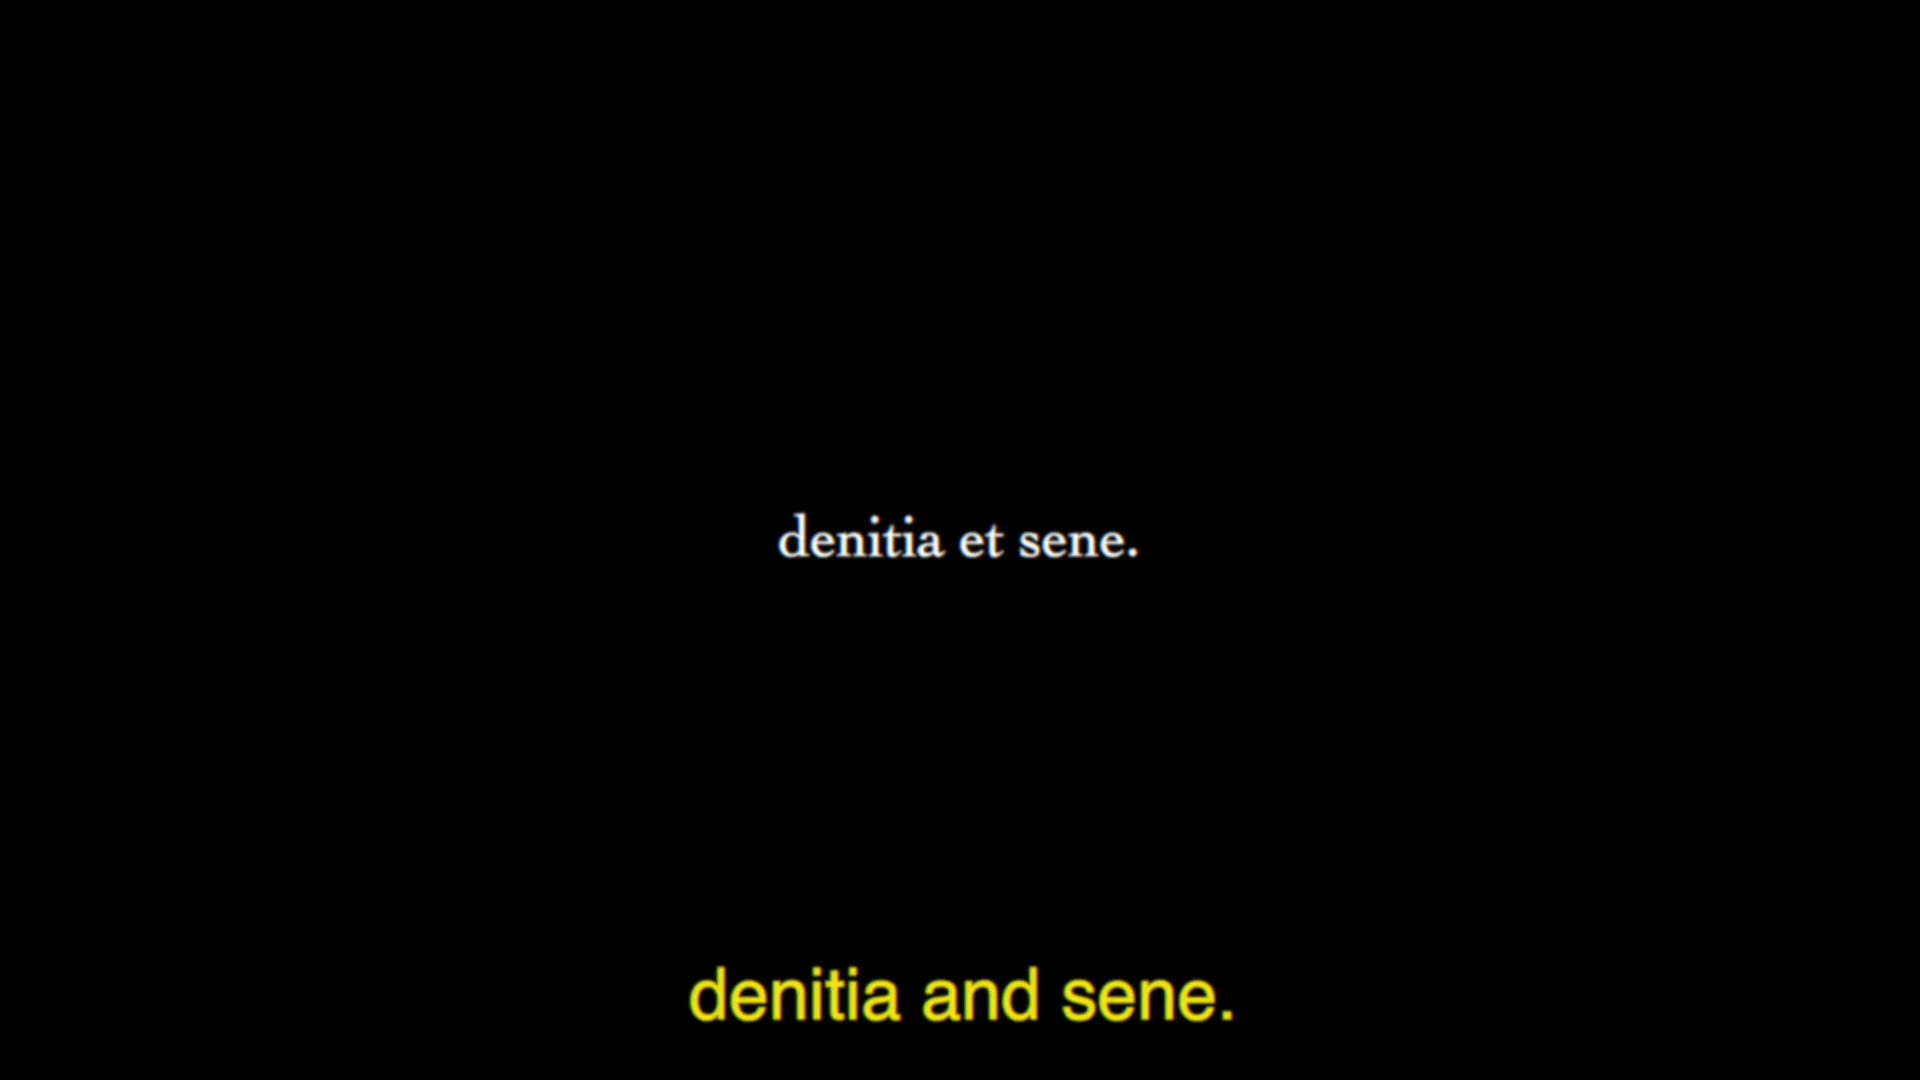 denitia et sene.
denitia and sene.